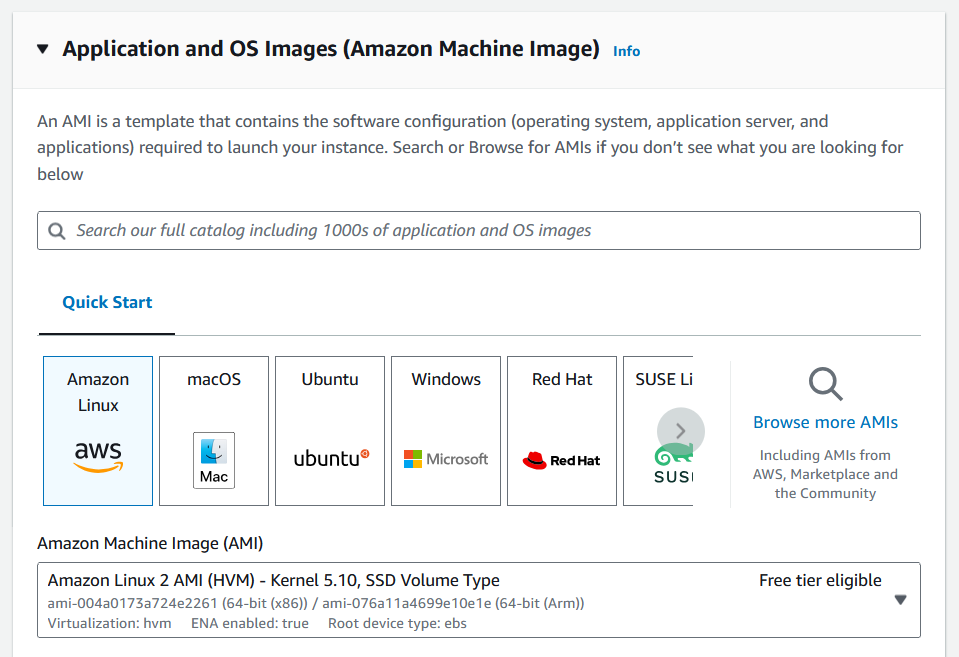 Application and OS Images (Amazon Machine Image) Info
An AMI is a template that contains the software configuration (operating system, application server, and
applications) required to launch your instance. Search or Browse for AMIs if you don’t see what you are looking for
below
Search our full catalog including 1000s of application and OS images
Quick Start
Amazon
Linux
aws
macOS
Mac
Ubuntu
ubuntu
Windows
Microsoft
Red Hat
Red Hat
SUSE Li
SUS
Browse more AMIs
Including AMIs from
AWS, Marketplace and
the Community
Amazon Machine Image (AMI)
Amazon Linux 2 AMI (HVM) - Kernel 5.10, SSD Volume Type Free tier eligible
ami-004a0173a724e2261 (64-bit (x86)) / ami-076a11a4699e10e1e (64-bit (Arm))
Virtualization: hvm ENA enabled: true Root device type: ebs